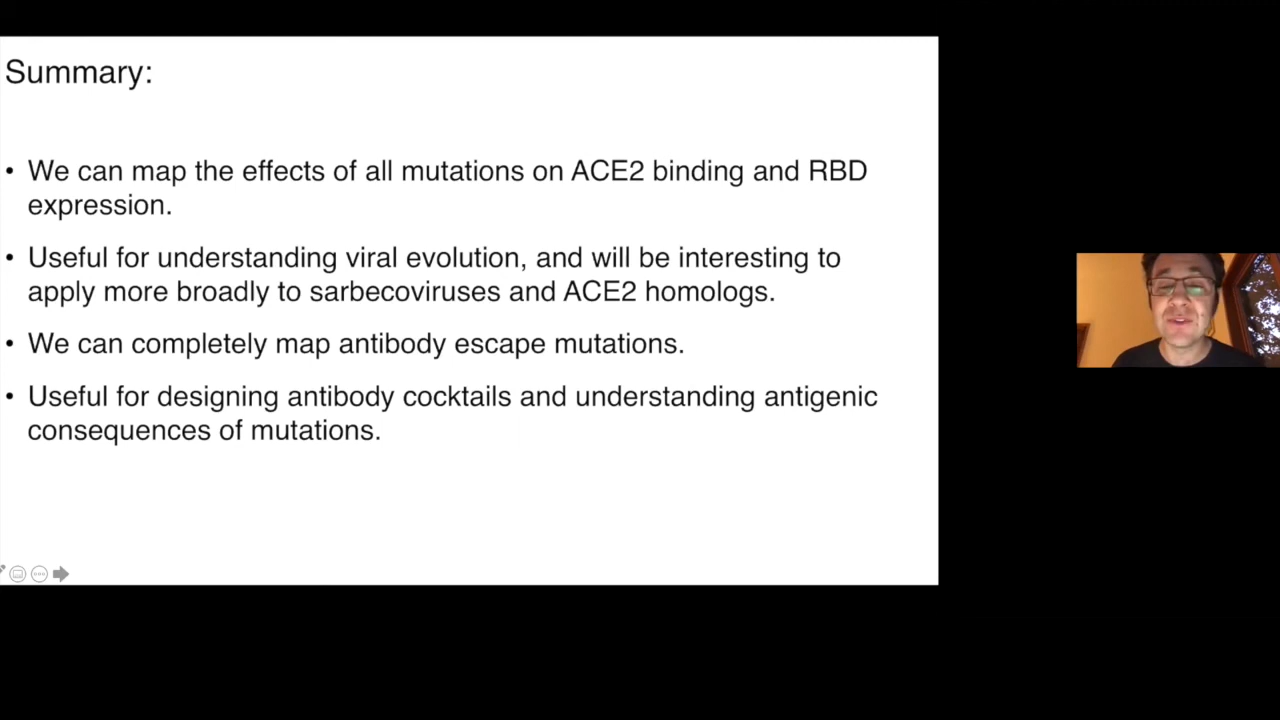 Summary:
• We can map the effects of all mutations on ACE2 binding and RBD
expression.
• Useful for understanding viral evolution, and will be interesting to
apply more broadly to sarbecoviruses and ACE2 homologs.
• We can completely map antibody escape mutations.
• Useful for designing antibody cocktails and understanding antigenic
consequences of mutations.